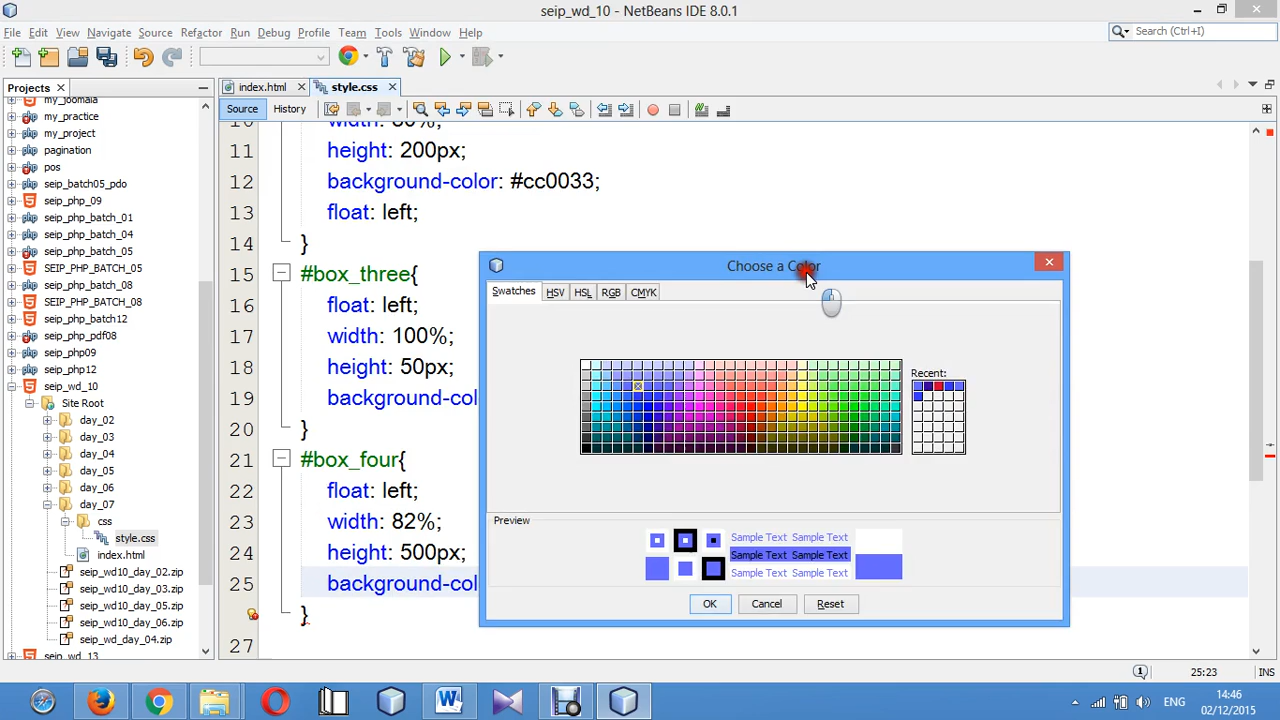 seip_wd_10 - NetBeans IDE 8.0.1
File Edit View Navigate Source Refactor Run Debug Profile Team Tools Window Help
Search (Ctrl+I)
Projects
index.html
style.css
Source History
my_joomala
my_practice
my_project
pagination
pos
seip_batch05_pdo
seip_php_09
seip_php_batch_01
seip_php_batch_04
seip_php_batch_05
SEIP_PHP_BATCH_05
seip_php_batch_08
SEIP_PHP_BATCH_05
seip_php_batch12
seip_php_pdf08
seip_php09
seip_php12
seip_wd_10
Site Root
day_02
day_03
day_04
day_05
day_06
day_07
css
style.css
index.html
seip_wd10_day_02.zip
seip_wd10_day_03.zip
seip_wd10_day_05.zip
seip_wd10_day_06.zip
seip_wd_day_04.zip
seip_wd_13
11 height: 200px;
12 background-color: #cc0033;
13 float: left;
14 }
15 #box_three{
16 float: left;
17 width: 100%;
18 height: 50px;
19 background-col
20 }
21 #box_four{
22 float: left;
23 width: 82%;
24 height: 500px;
25 background-col
}
27
Choose a Color
Swatches HSV HSL RGB CMYK
Recent:
Preview
Sample Text Sample Text
Sample Text Sample Text
Sample Text Sample Text
OK Cancel Reset
1
25:23
INS
ENG
14:46
02/12/2015